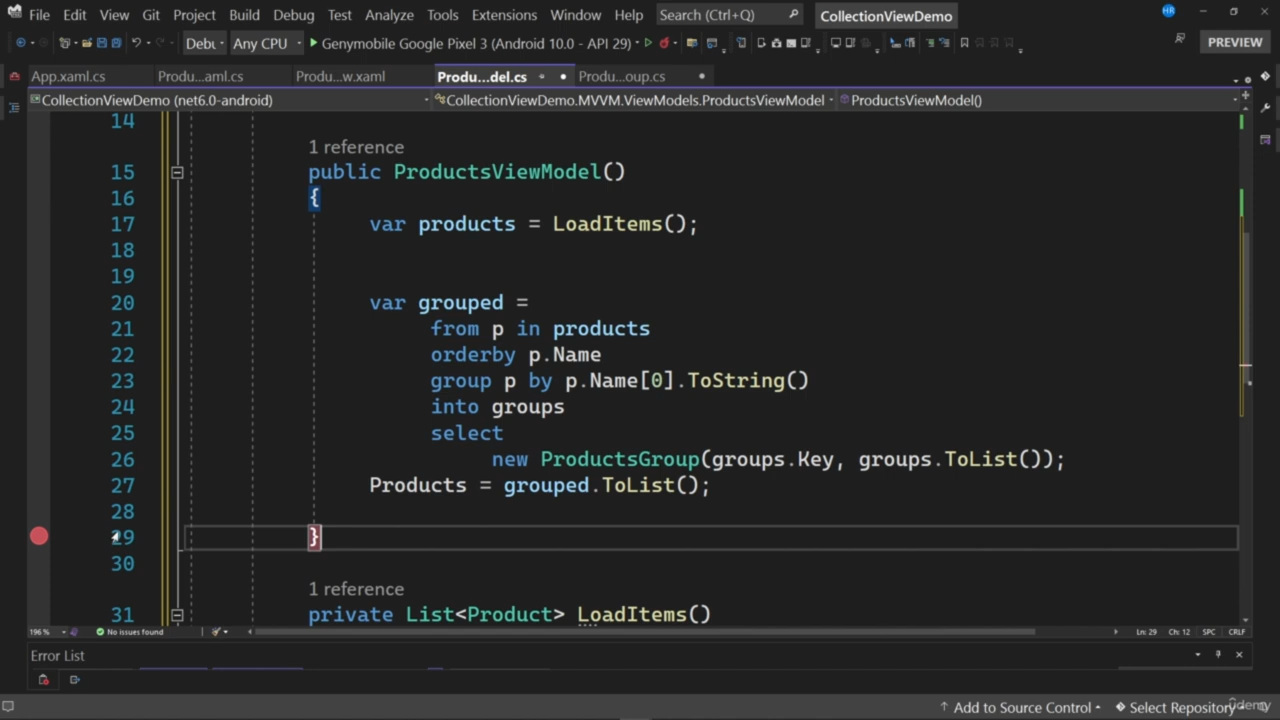 File Edit View Git Project Build Debug Test Analyze Tools Extensions Window Help Search (Ctrl+Q) CollectionViewDemo HR
Debu Any CPU Genymobile Google Pixel 3 (Android 10.0 - API 29) PREVIEW
App.xaml.cs Produ...aml.cs Produ...w.xaml Produ...del.cs Produ...oup.cs
CollectionViewDemo (net6.0-android) CollectionViewDemo.MVVM.ViewModels.ProductsViewModel ProductsViewModel()
14
1 reference
15 public ProductsViewModel()
16 {
17 var products = LoadItems();
18
19
20 var grouped =
21 from p in products
22 orderby p.Name
23 group p by p.Name[0].ToString()
24 into groups
25 select
26 new ProductsGroup(groups.Key, groups.ToList());
27 Products = grouped.ToList();
28
29 }
30
1 reference
31 private List<Product> LoadItems()
196 % No issues found Ln: 29 Ch: 12 SPC CRLF
Error List
Add to Source Control Select Repository
Udemy